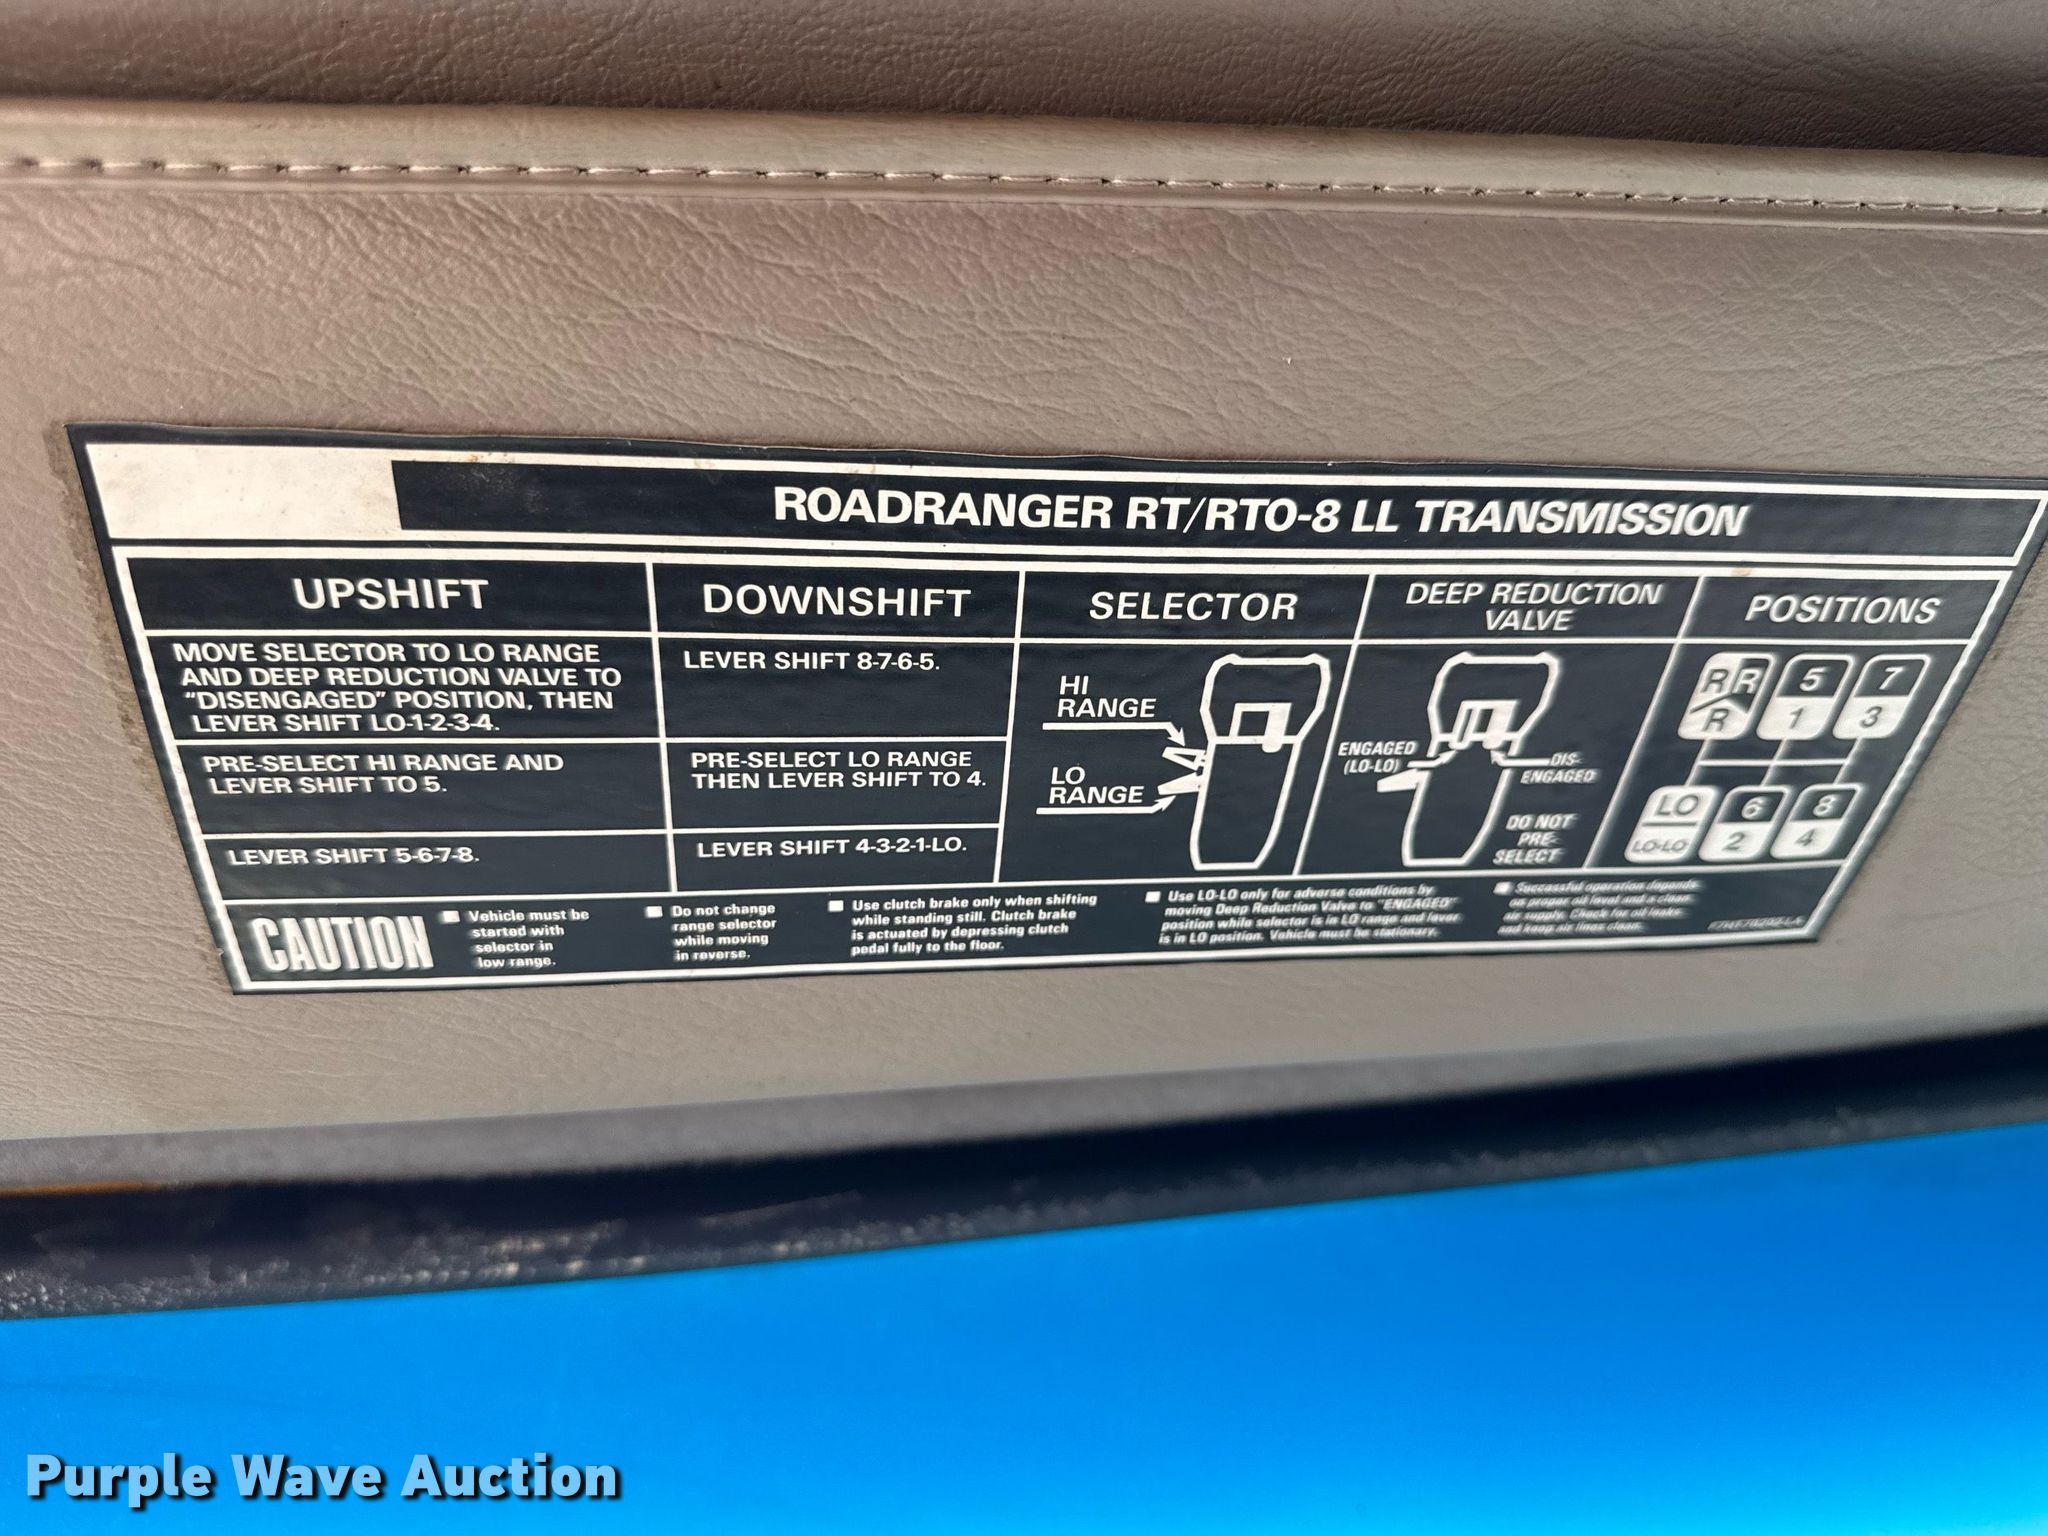 ROADRANGER RT/RTO-8 LL TRANSMISSION
UPSHIFT
MOVE SELECTOR TO LO RANGE
AND DEEP REDUCTION VALVE TO
"DISENGAGED" POSITION, THEN
LEVER SHIFT LO-1-2-3-4.
PRE-SELECT HI RANGE AND
LEVER SHIFT TO 5.
LEVER SHIFT 5-6-7-8.
DOWNSHIFT
LEVER SHIFT 8-7-6-5.
PRE-SELECT LO RANGE
THEN LEVER SHIFT TO 4.
LEVER SHIFT 4-3-2-1-LO.
SELECTOR
HI
RANGE
LO
RANGE
DEEP REDUCTION
VALVE
ENGAGED
(LO-LO)
DIS-
ENGAGED
DO NOT
PRE-
SELECT
POSITIONS
R R 5 7
R 1 3
LO 6 8
LO-LO 2 4
CAUTION
Vehicle must be
started with
selector in
low range.
Do not change
range selector
while moving
in reverse.
Use clutch brake only when shifting
while standing still. Clutch brake
is actuated by depressing clutch
pedal fully to the floor.
Use LO-LO only for adverse conditions by
moving Deep Reduction Valve to "ENGAGED"
position while selector is in LO range and lever
is in LO position. Vehicle must be stationary.
Successful operation depends
on proper oil level and a clean
air supply. Check for oil leaks
and keep air lines clean.
Purple Wave Auction